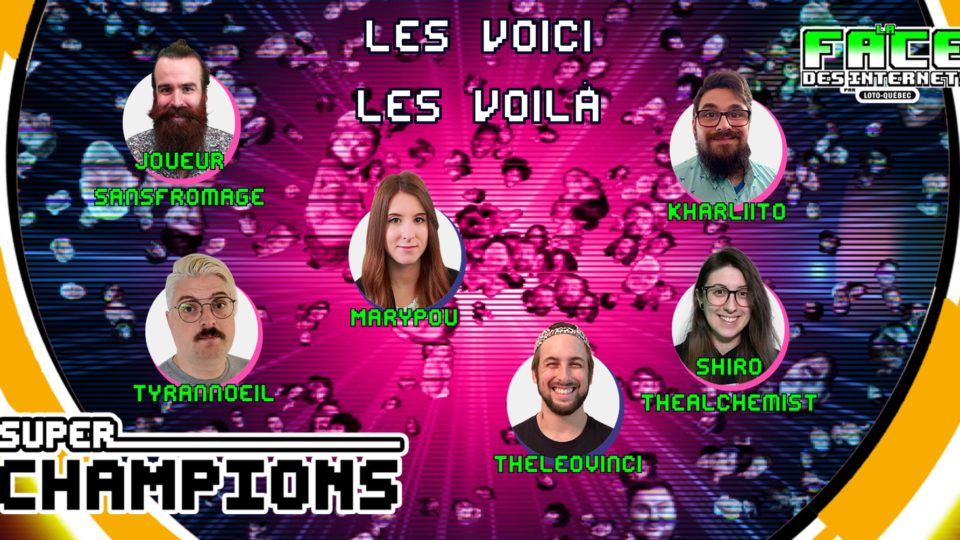 LES VOICI
LES VOILÀ
LA
FACE
DES INTERNETS
PAR
LOTO-QUÉBEC
JOUEUR
SANSFROMAGE
KHARLIITO
MARYPOU
TYRANNOEIL
SHIRO
THEALCHEMIST
THELEOVINCI
SUPER
CHAMPIONS